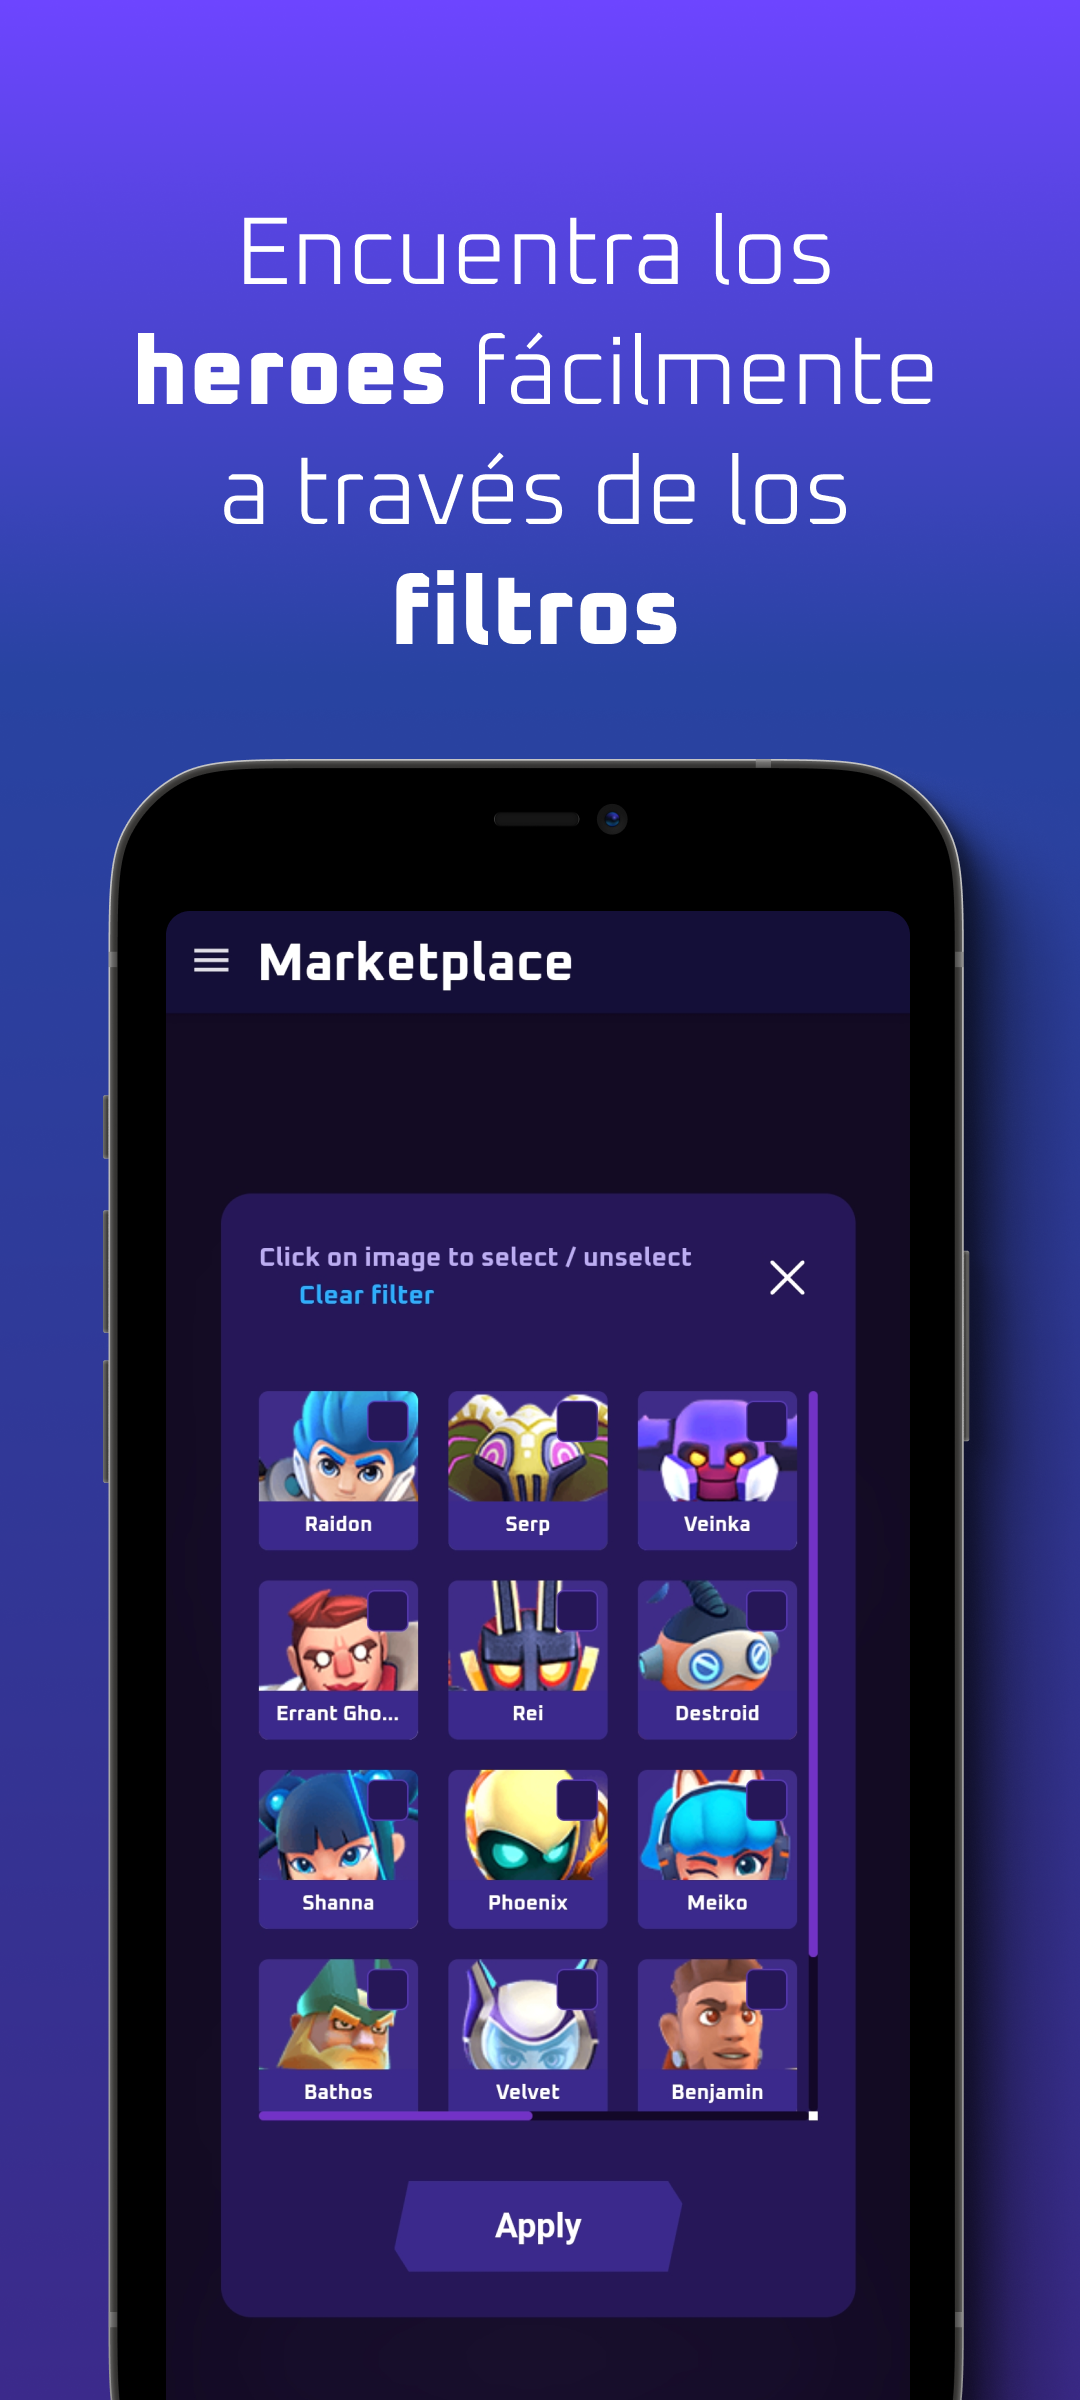 Encuentra los
heroes fácilmente
a través de los
filtros
Marketplace
Click on image to select / unselect
Clear filter
Raidon
Serp
Veinka
Errant Gho...
Rei
Destroid
Shanna
Phoenix
Meiko
Bathos
Velvet
Benjamin
Apply